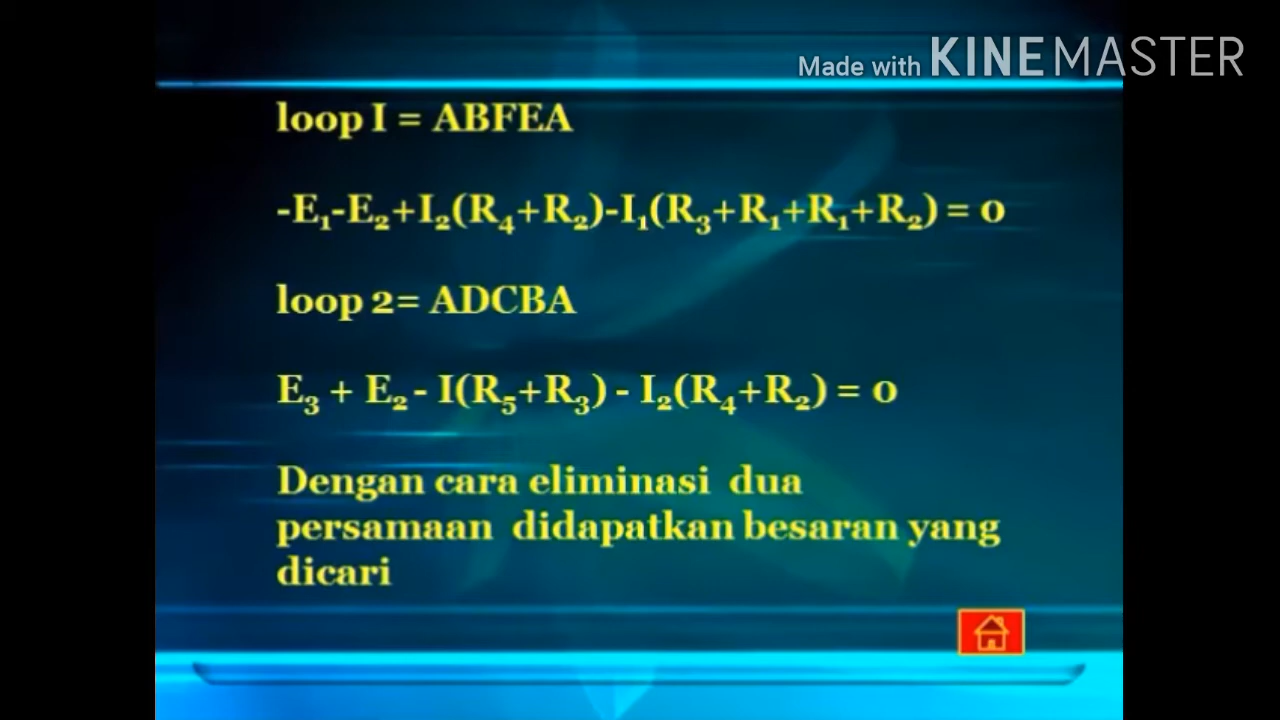 Made with KINEMASTER
loop I = ABFEA
-E₁-E₂+I₂(R₄+R₂)-I₁(R₃+R₁+R₁+R₂) = 0
loop 2= ADCBA
E₃ + E₂ - I(R₅+R₃) - I₂(R₄+R₂) = 0
Dengan cara eliminasi dua
persamaan didapatkan besaran yang
dicari